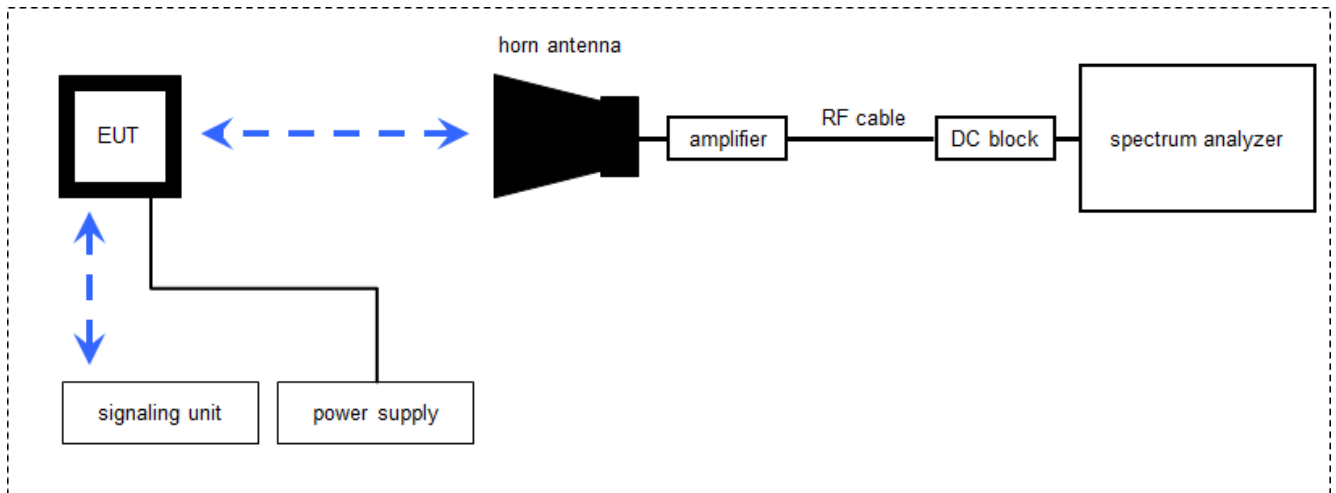 horn antenna
EUT
amplifier
RF cable
DC block
spectrum analyzer
signaling unit
power supply